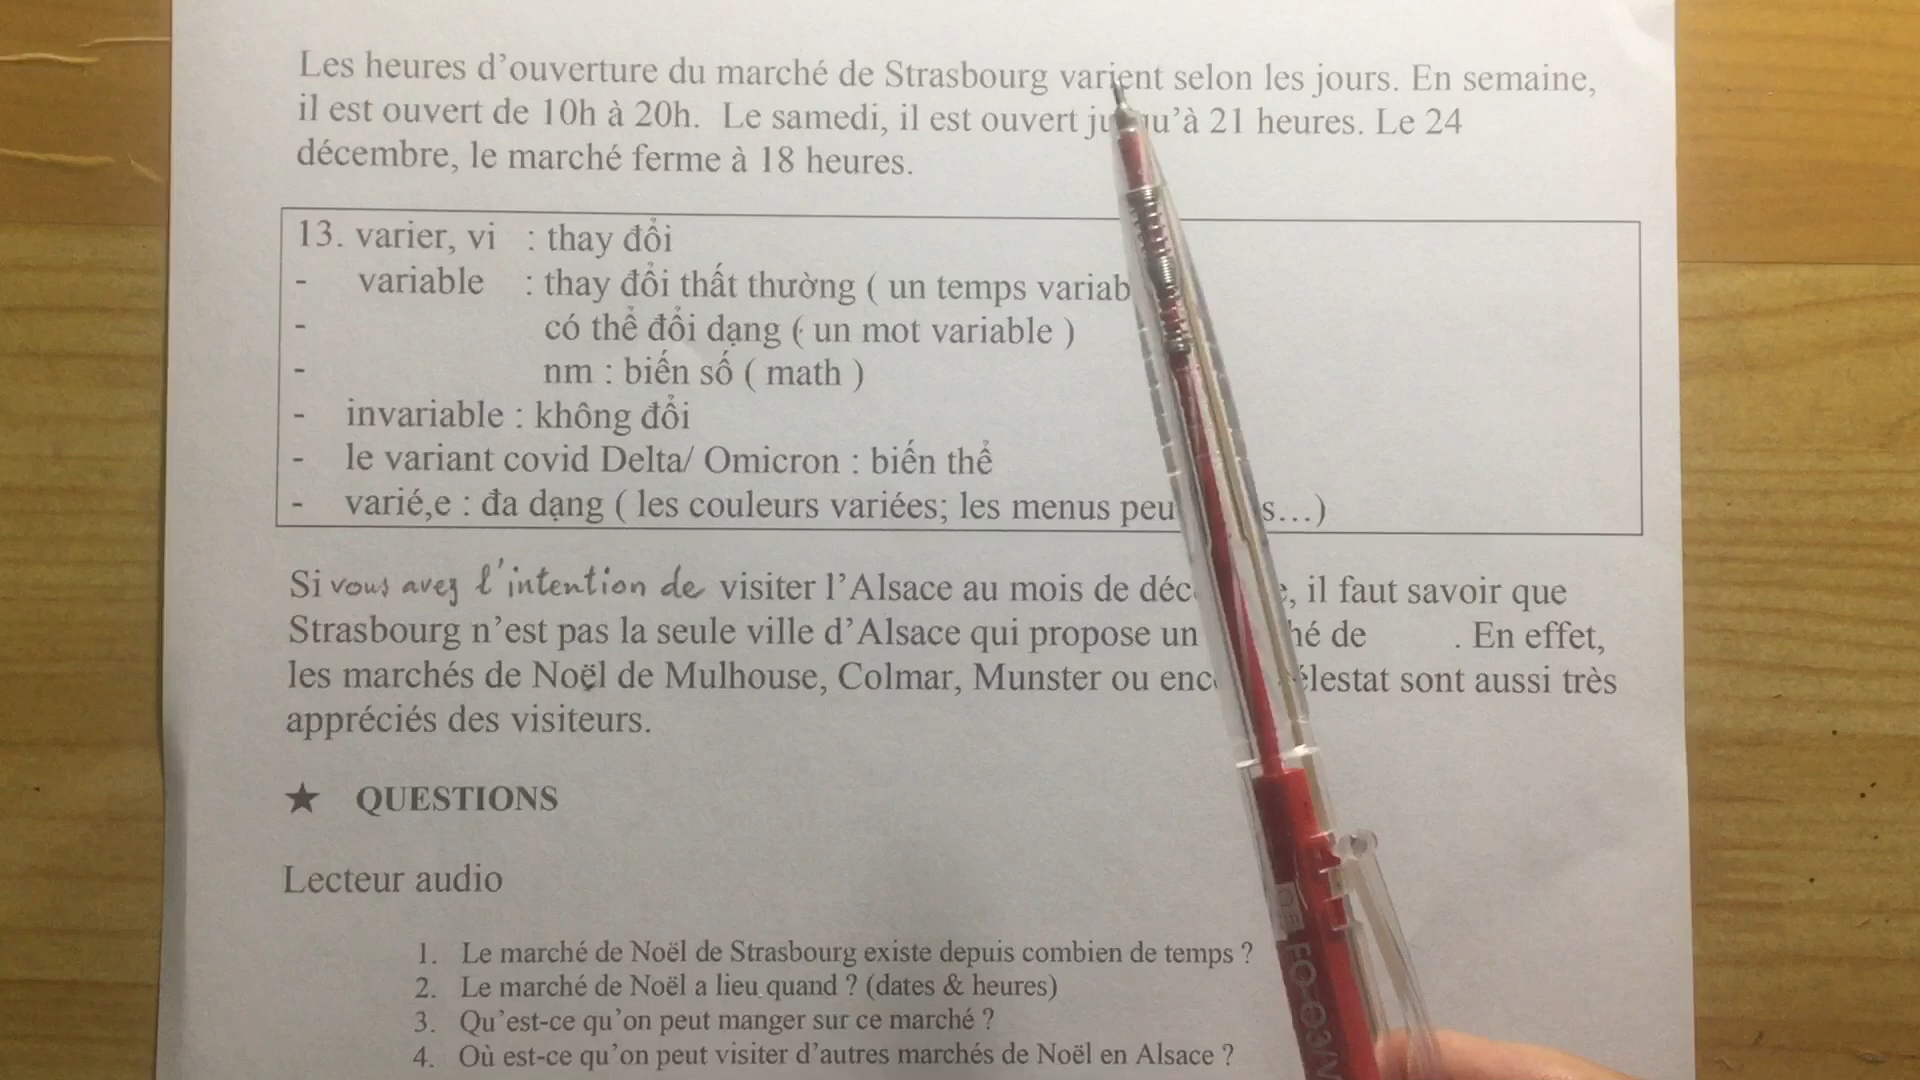 Les heures d'ouverture du marché de Strasbourg varient selon les jours. En semaine,
il est ouvert de 10h à 20h. Le samedi, il est ouvert jusqu'à 21 heures. Le 24
décembre, le marché ferme à 18 heures.
13. varier, vi : thay đổi
- variable : thay đổi thất thường ( un temps variab
- có thể đổi dạng ( un mot variable )
- nm : biến số ( math )
- invariable : không đổi
- le variant covid Delta/ Omicron : biến thể
- varié,e : đa dạng ( les couleurs variées; les menus peu s…)
Si vous avez l'intention de visiter l'Alsace au mois de déc e, il faut savoir que
Strasbourg n'est pas la seule ville d'Alsace qui propose un hé de . En effet,
les marchés de Noël de Mulhouse, Colmar, Munster ou enc élestat sont aussi très
appréciés des visiteurs.
★ QUESTIONS
Lecteur audio
1. Le marché de Noël de Strasbourg existe depuis combien de temps ?
2. Le marché de Noël a lieu quand ? (dates & heures)
3. Qu'est-ce qu'on peut manger sur ce marché ?
4. Où est-ce qu'on peut visiter d'autres marchés de Noël en Alsace ?